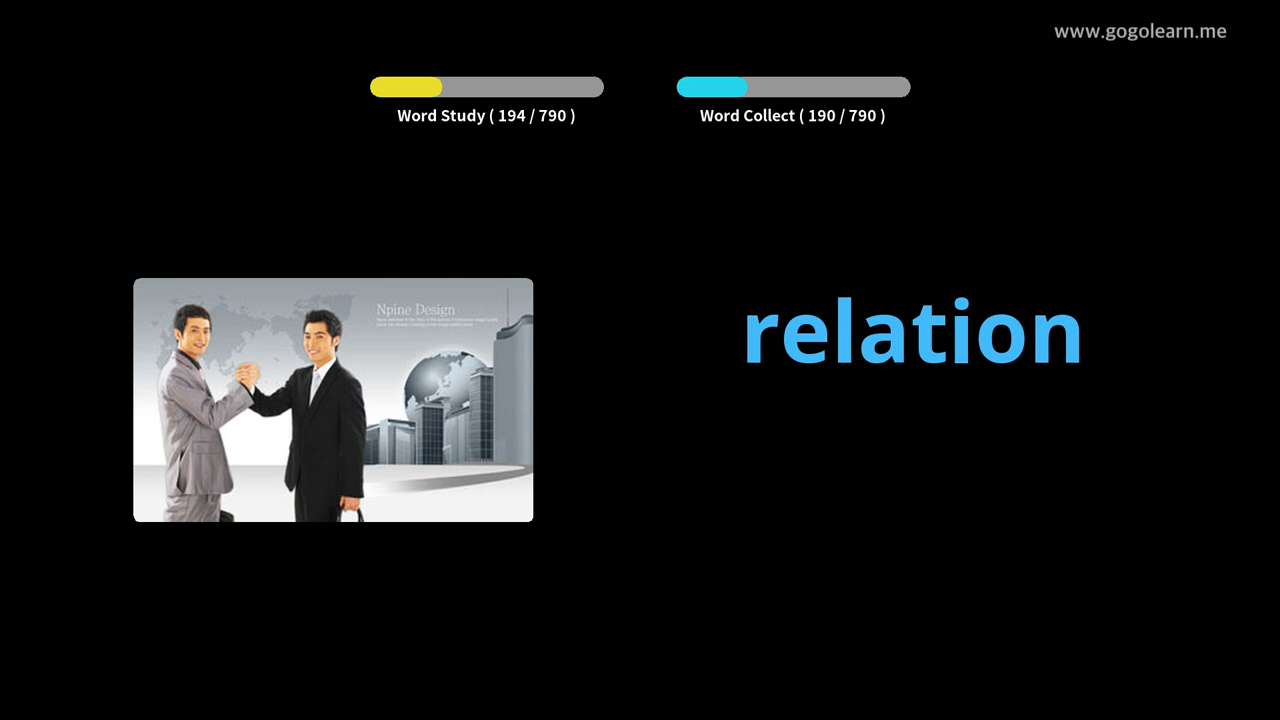 www.gogolearn.me
Word Study ( 194 / 790 )
Word Collect ( 190 / 790 )
Npine Design
relation